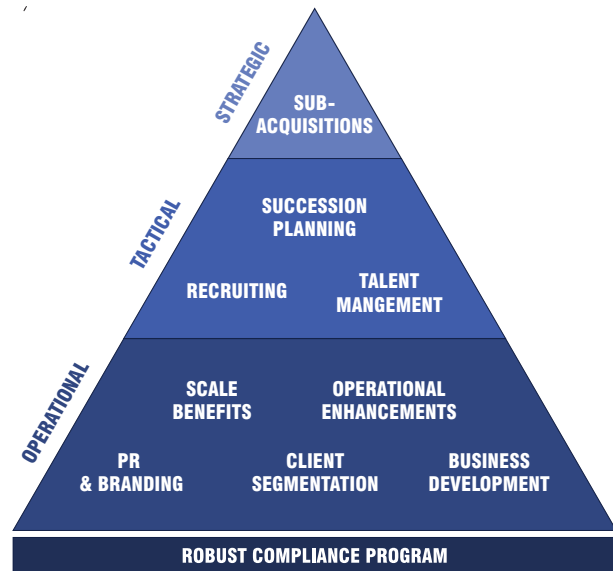 STRATEGIC
SUB-
ACQUISITIONS
TACTICAL
SUCCESSION
PLANNING
RECRUITING
TALENT
MANGEMENT
OPERATIONAL
SCALE
BENEFITS
OPERATIONAL
ENHANCEMENTS
PR
& BRANDING
CLIENT
SEGMENTATION
BUSINESS
DEVELOPMENT
ROBUST COMPLIANCE PROGRAM